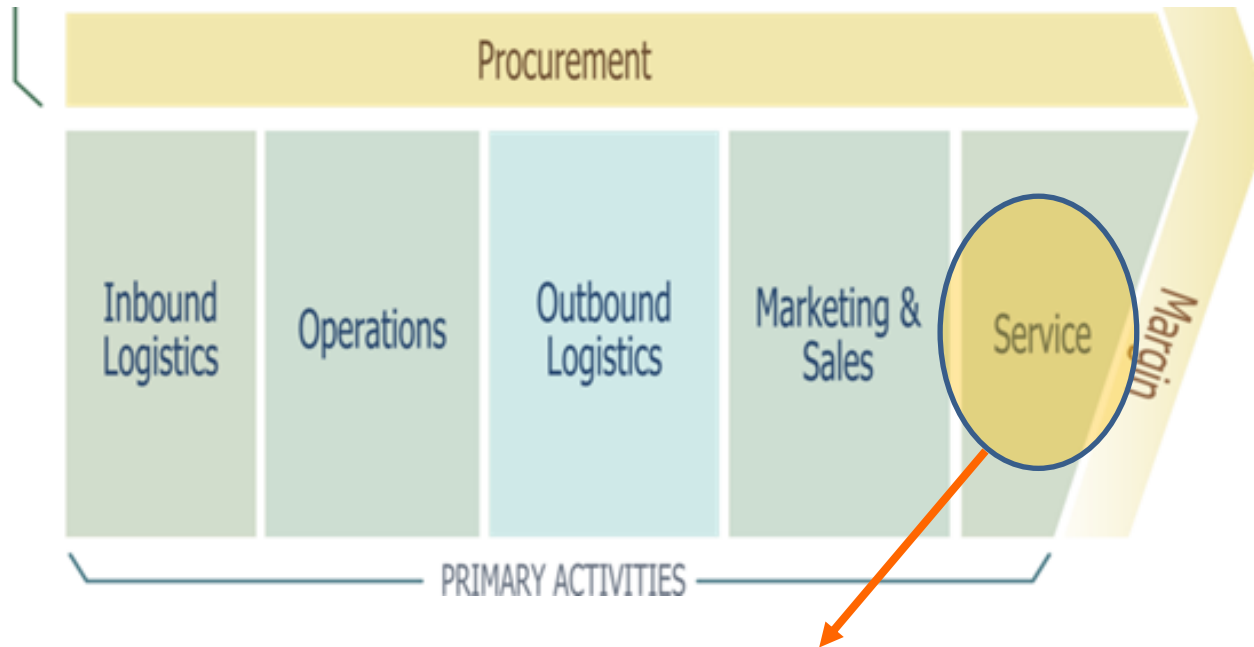 Procurement
Inbound
Logistics
Operations
Outbound
Logistics
Marketing &
Sales
Service
Margin
PRIMARY ACTIVITIES